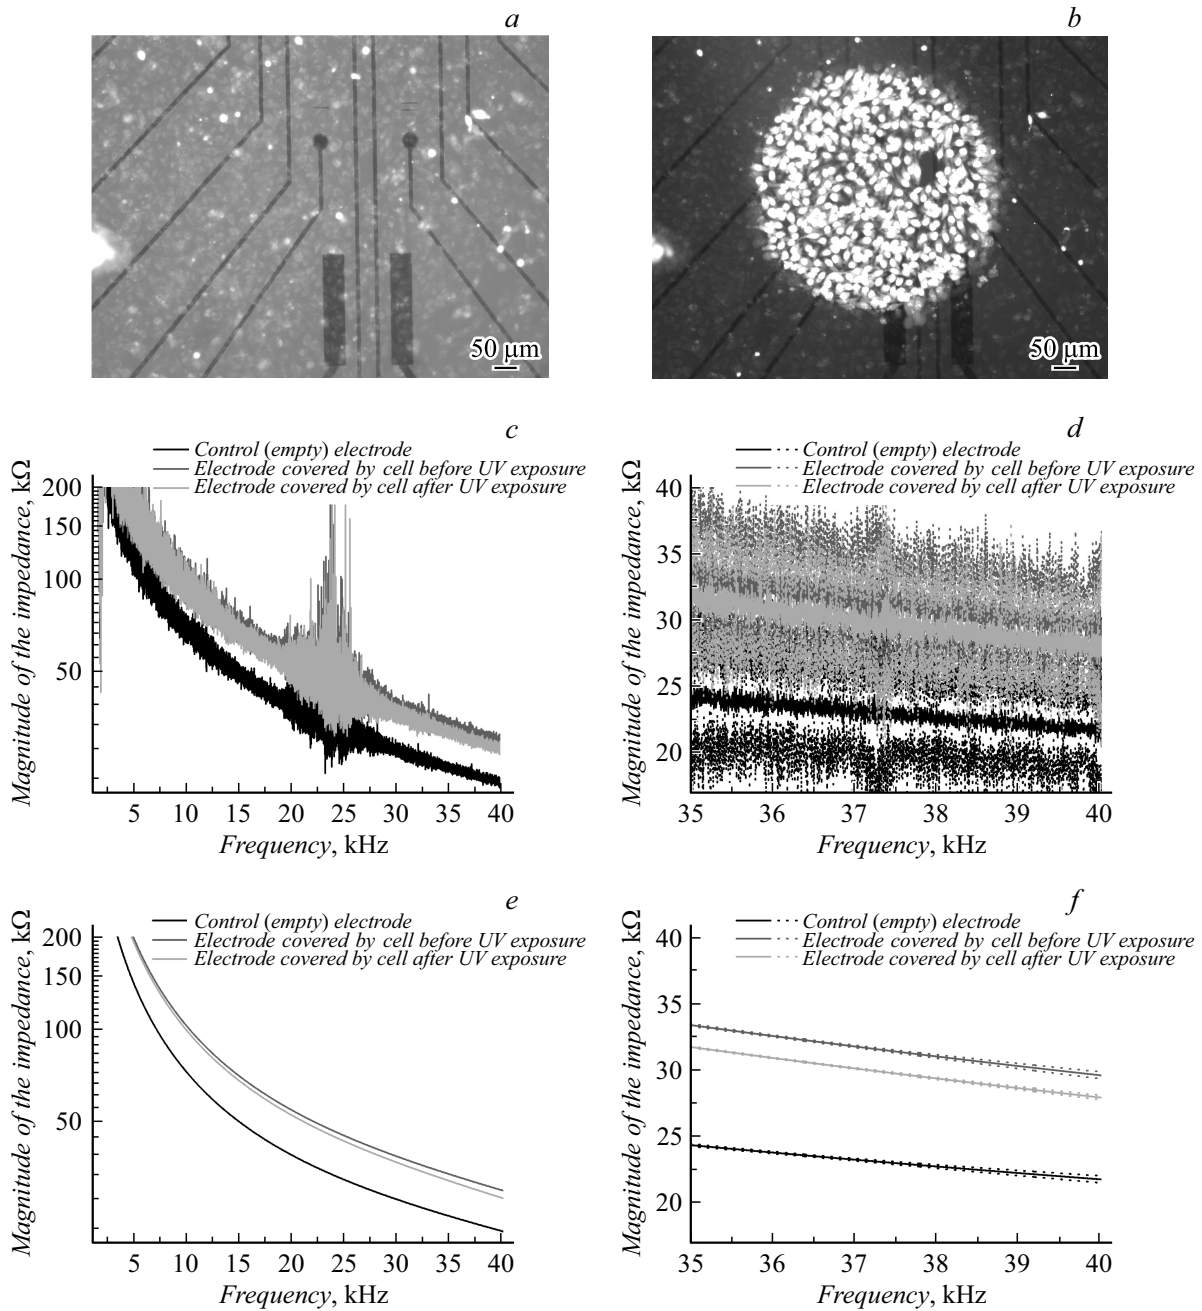 a
b
50 μm
50 μm
c
Control (empty) electrode
Electrode covered by cell before UV exposure
Electrode covered by cell after UV exposure
Magnitude of the impedance, kΩ
200
150
100
50
5 10 15 20 25 30 35 40
Frequency, kHz
d
Control (empty) electrode
Electrode covered by cell before UV exposure
Electrode covered by cell after UV exposure
Magnitude of the impedance, kΩ
40
35
30
25
20
35 36 37 38 39 40
Frequency, kHz
e
Control (empty) electrode
Electrode covered by cell before UV exposure
Electrode covered by cell after UV exposure
Magnitude of the impedance, kΩ
200
150
100
50
5 10 15 20 25 30 35 40
Frequency, kHz
f
Control (empty) electrode
Electrode covered by cell before UV exposure
Electrode covered by cell after UV exposure
Magnitude of the impedance, kΩ
40
35
30
25
20
35 36 37 38 39 40
Frequency, kHz